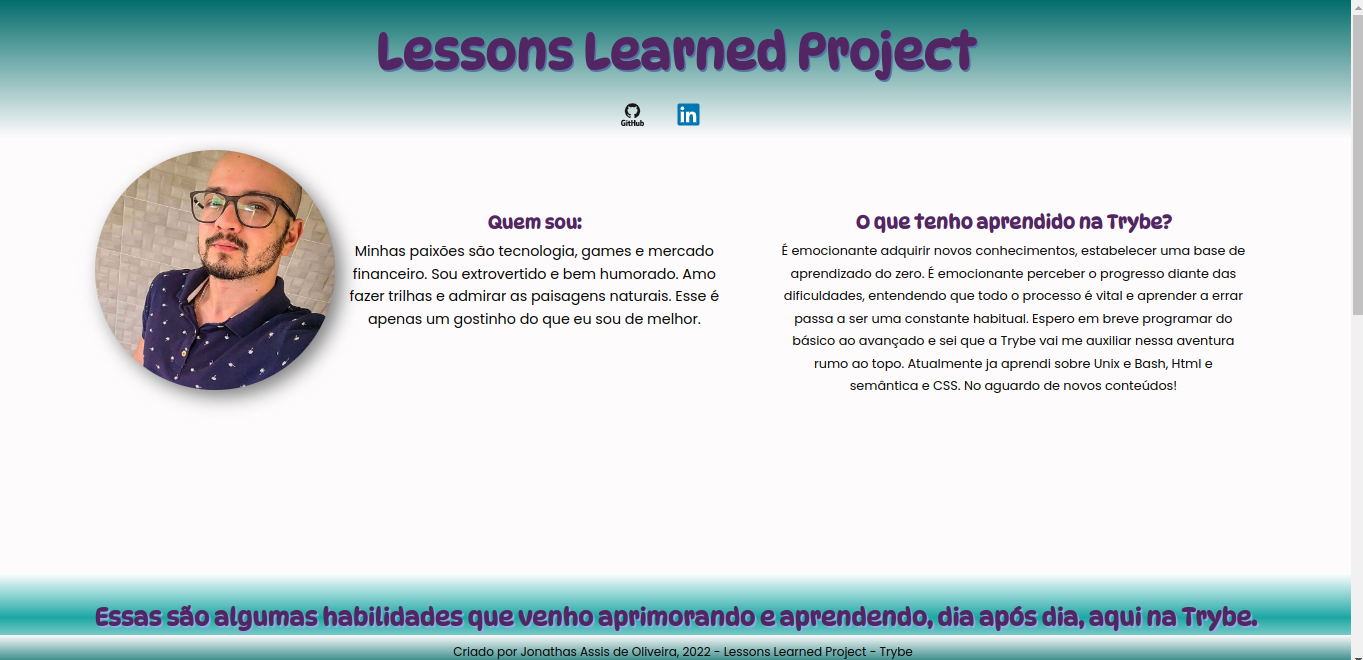 Lessons Learned Project
GitHub
in
Quem sou:
Minhas paixões são tecnologia, games e mercado
financeiro. Sou extrovertido e bem humorado. Amo
fazer trilhas e admirar as paisagens naturais. Esse é
apenas um gostinho do que eu sou de melhor.
O que tenho aprendido na Trybe?
É emocionante adquirir novos conhecimentos, estabelecer uma base de
aprendizado do zero. É emocionante perceber o progresso diante das
dificuldades, entendendo que todo o processo é vital e aprender a errar
passa a ser uma constante habitual. Espero em breve programar do
básico ao avançado e sei que a Trybe vai me auxiliar nessa aventura
rumo ao topo. Atualmente ja aprendi sobre Unix e Bash, Html e
semântica e CSS. No aguardo de novos conteúdos!
Essas são algumas habilidades que venho aprimorando e aprendendo, dia após dia, aqui na Trybe.
Criado por Jonathas Assis de Oliveira, 2022 - Lessons Learned Project - Trybe